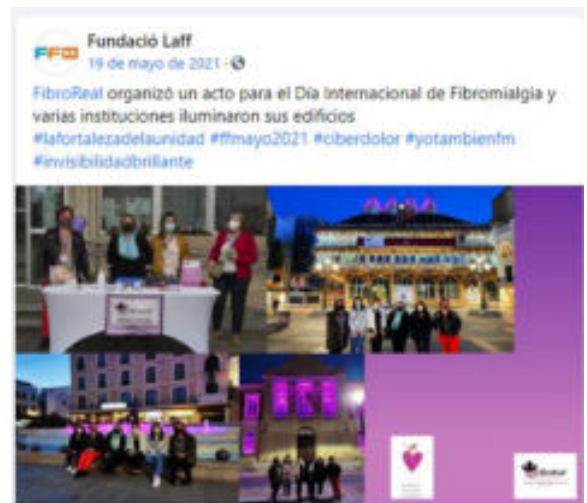 FF
Fundació Laff
19 de mayo de 2021 ·
FibroReal organizó un acto para el Día Internacional de Fibromialgia y
varias instituciones iluminaron sus edificios
#lafortalezadelaunidad #ffmayo2021 #ciberdolor #yotambienfm
#invisibilidadbrillante